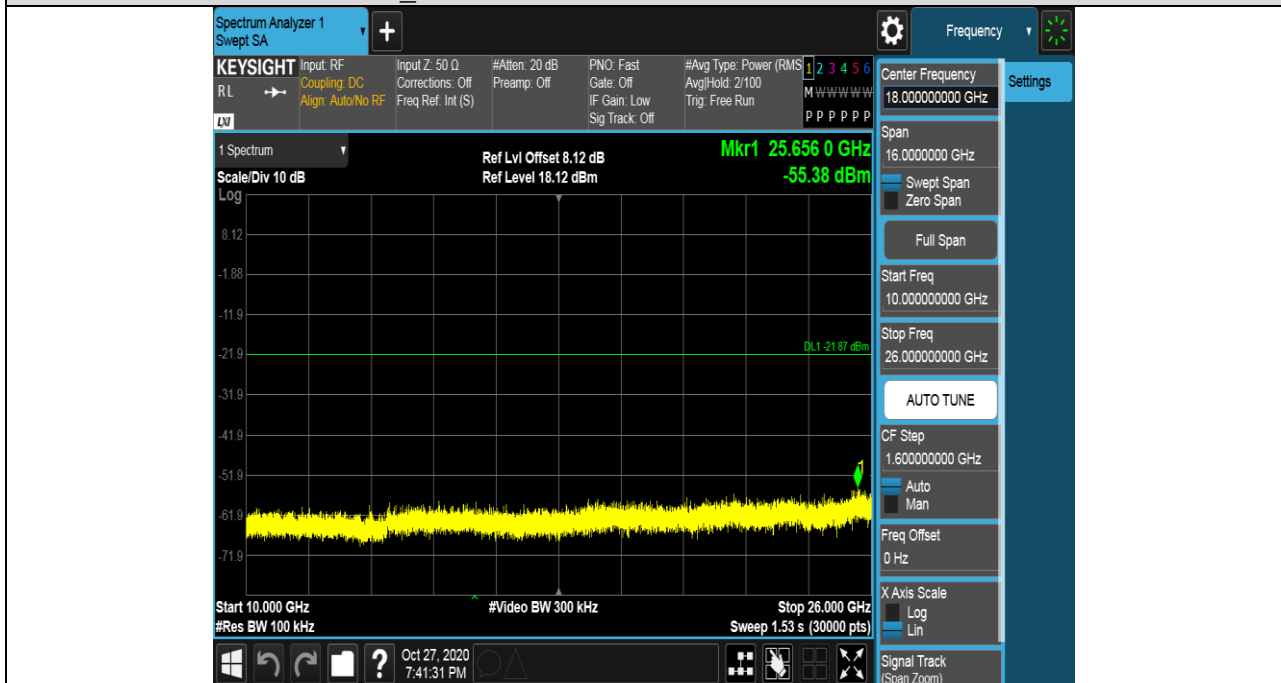 Spectrum Analyzer 1
Swept SA
+
Frequency
KEYSIGHT
RL
LXI
Input: RF
Coupling: DC
Align: Auto/No RF
Input Z: 50 Ω
Corrections: Off
Freq Ref: Int (S)
#Atten: 20 dB
Preamp: Off
PNO: Fast
Gate: Off
IF Gain: Low
Sig Track: Off
#Avg Type: Power (RMS
Avg|Hold: 2/100
Trig: Free Run
1 2 3 4 5 6
M W W W W W
P P P P P P
1 Spectrum
Scale/Div 10 dB
Ref Lvl Offset 8.12 dB
Ref Level 18.12 dBm
Mkr1 25.656 0 GHz
-55.38 dBm
Log
8.12
-1.88
-11.9
-21.9
-31.9
-41.9
-51.9
-61.9
-71.9
DL1 -21.87 dBm
1
Start 10.000 GHz
#Res BW 100 kHz
#Video BW 300 kHz
Stop 26.000 GHz
Sweep 1.53 s (30000 pts)
?
Oct 27, 2020
7:41:31 PM
Center Frequency
18.000000000 GHz
Span
16.0000000 GHz
Swept Span
Zero Span
Full Span
Start Freq
10.000000000 GHz
Stop Freq
26.000000000 GHz
AUTO TUNE
CF Step
1.600000000 GHz
Auto
Man
Freq Offset
0 Hz
X Axis Scale
Log
Lin
Signal Track
(Span Zoom)
Settings